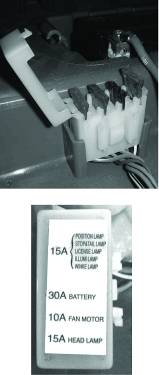 POSITION LAMP
STOP&TAIL LAMP
LICENSE LAMP
ILLUMI LAMP
WINKE LAMP
15A
30A BATTERY
10A FAN MOTOR
15A HEAD LAMP